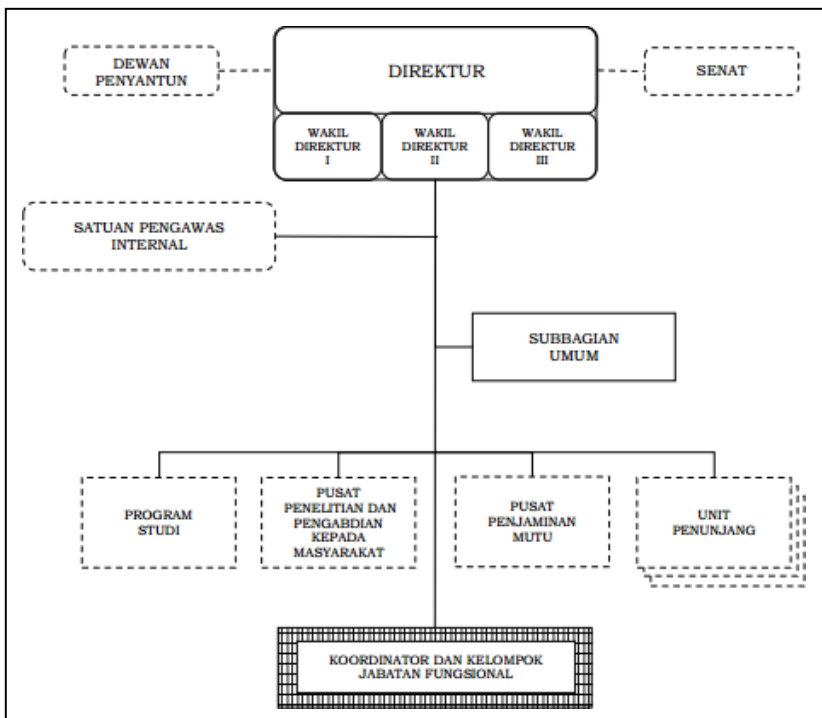 DEWAN
PENYANTUN
DIREKTUR
SENAT
WAKIL
DIREKTUR
I
WAKIL
DIREKTUR
II
WAKIL
DIREKTUR
III
SATUAN PENGAWAS
INTERNAL
SUBBAGIAN
UMUM
PROGRAM
STUDI
PUSAT
PENELITIAN DAN
PENGABDIAN
KEPADA
MASYARAKAT
PUSAT
PENJAMINAN
MUTU
UNIT
PENUNJANG
KOORDINATOR DAN KELOMPOK
JABATAN FUNGSIONAL